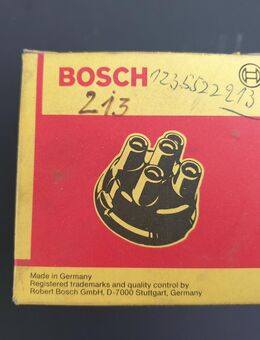 BOSCH 1235522213
213
Made in Germany
Registered trademarks and quality control by
Robert Bosch GmbH, D-7000 Stuttgart, Germany